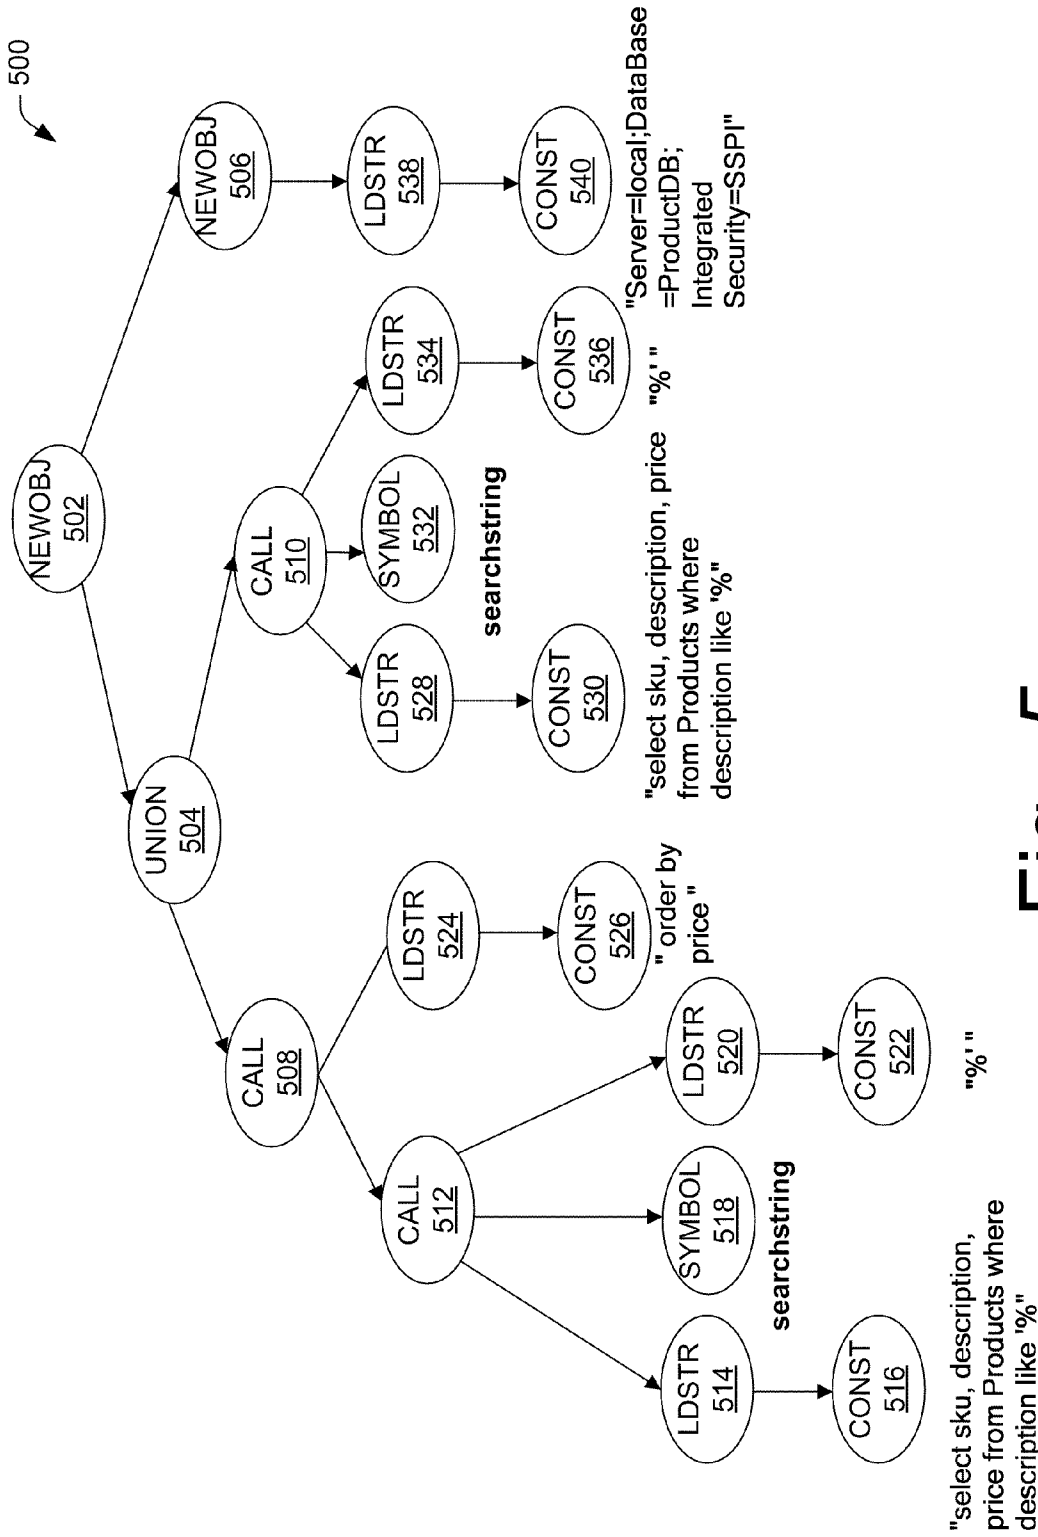 500
NEWOBJ
502
UNION
504
NEWOBJ
506
CALL
508
CALL
510
CALL
512
LDSTR
524
LDSTR
528
SYMBOL
532
LDSTR
534
LDSTR
538
searchstring
CONST
526
CONST
530
CONST
536
CONST
540
" order by
price "
"select sku, description, price
from Products where
description like '%"
"%' "
"Server=local;DataBase
=ProductDB;
Integrated
Security=SSPI"
LDSTR
514
SYMBOL
518
LDSTR
520
searchstring
CONST
516
CONST
522
"select sku, description,
price from Products where
description like '%"
"%' "